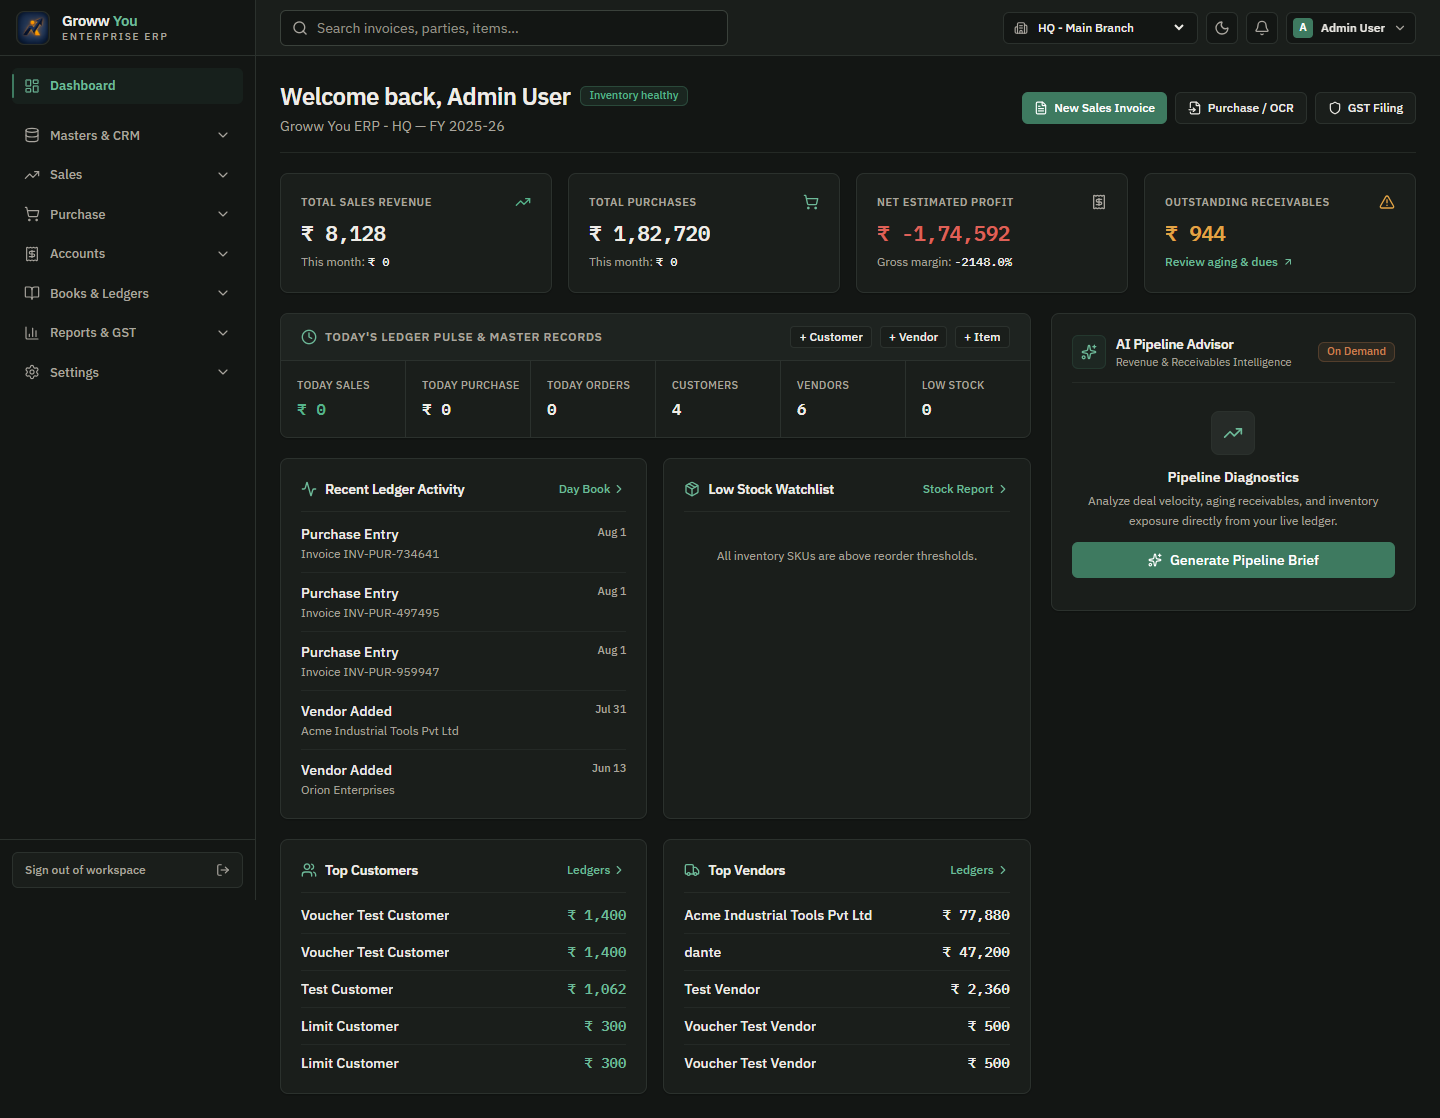 Groww You
ENTERPRISE ERP
Search invoices, parties, items...
HQ - Main Branch
A
Admin User
Dashboard
Masters & CRM
Sales
Purchase
Accounts
Books & Ledgers
Reports & GST
Settings
Sign out of workspace
Welcome back, Admin User
Inventory healthy
Groww You ERP - HQ — FY 2025-26
New Sales Invoice
Purchase / OCR
GST Filing
TOTAL SALES REVENUE
₹ 8,128
This month: ₹ 0
TOTAL PURCHASES
₹ 1,82,720
This month: ₹ 0
NET ESTIMATED PROFIT
₹ -1,74,592
Gross margin: -2148.0%
OUTSTANDING RECEIVABLES
₹ 944
Review aging & dues
TODAY'S LEDGER PULSE & MASTER RECORDS
+ Customer
+ Vendor
+ Item
TODAY SALES
₹ 0
TODAY PURCHASE
₹ 0
TODAY ORDERS
0
CUSTOMERS
4
VENDORS
6
LOW STOCK
0
AI Pipeline Advisor
Revenue & Receivables Intelligence
On Demand
Pipeline Diagnostics
Analyze deal velocity, aging receivables, and inventory
exposure directly from your live ledger.
Generate Pipeline Brief
Recent Ledger Activity
Day Book
Purchase Entry
Aug 1
Invoice INV-PUR-734641
Purchase Entry
Aug 1
Invoice INV-PUR-497495
Purchase Entry
Aug 1
Invoice INV-PUR-959947
Vendor Added
Jul 31
Acme Industrial Tools Pvt Ltd
Vendor Added
Jun 13
Orion Enterprises
Low Stock Watchlist
Stock Report
All inventory SKUs are above reorder thresholds.
Top Customers
Ledgers
Voucher Test Customer
₹ 1,400
Voucher Test Customer
₹ 1,400
Test Customer
₹ 1,062
Limit Customer
₹ 300
Limit Customer
₹ 300
Top Vendors
Ledgers
Acme Industrial Tools Pvt Ltd
₹ 77,880
dante
₹ 47,200
Test Vendor
₹ 2,360
Voucher Test Vendor
₹ 500
Voucher Test Vendor
₹ 500